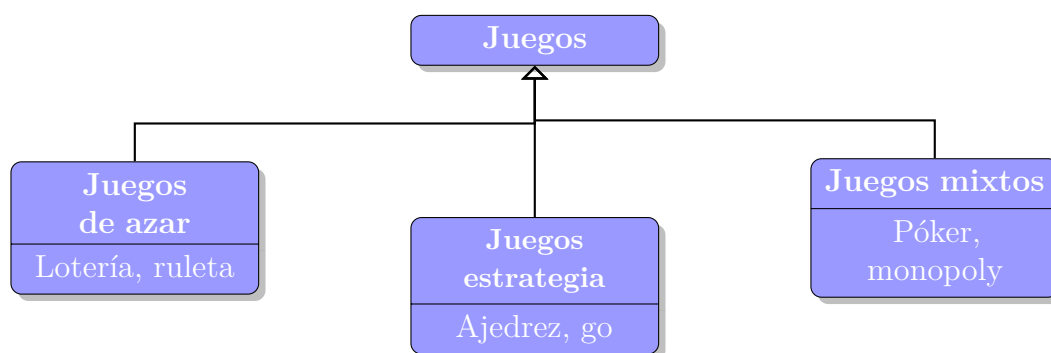 Juegos
Juegos
de azar
Lotería, ruleta
Juegos
estrategia
Ajedrez, go
Juegos mixtos
Póker,
monopoly